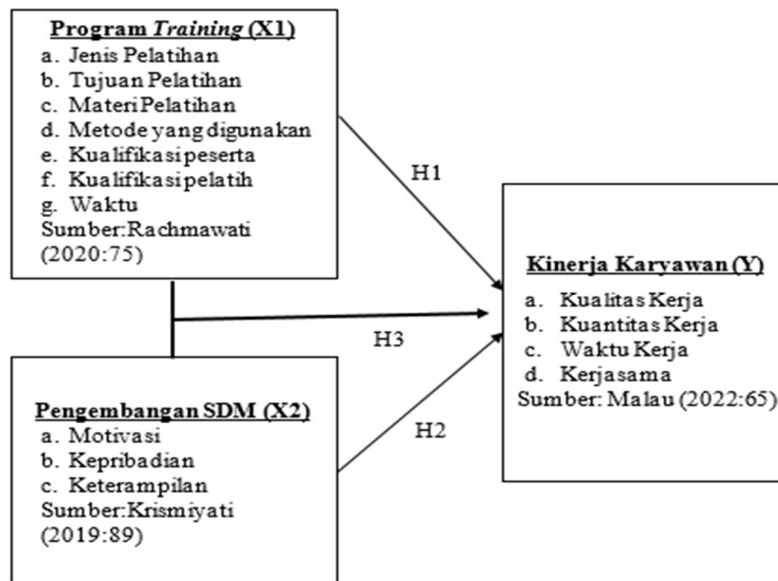 Program Training (X1)
a. Jenis Pelatihan
b. Tujuan Pelatihan
c. Materi Pelatihan
d. Metode yang digunakan
e. Kualifikasi peserta
f. Kualifikasi pelatih
g. Waktu
Sumber:Rachmawati
(2020:75)
H1
H3
H2
Pengembangan SDM (X2)
a. Motivasi
b. Kepribadian
c. Keterampilan
Sumber:Krismiyati
(2019:89)
Kinerja Karyawan (Y)
a. Kualitas Kerja
b. Kuantitas Kerja
c. Waktu Kerja
d. Kerjasama
Sumber: Malau (2022:65)